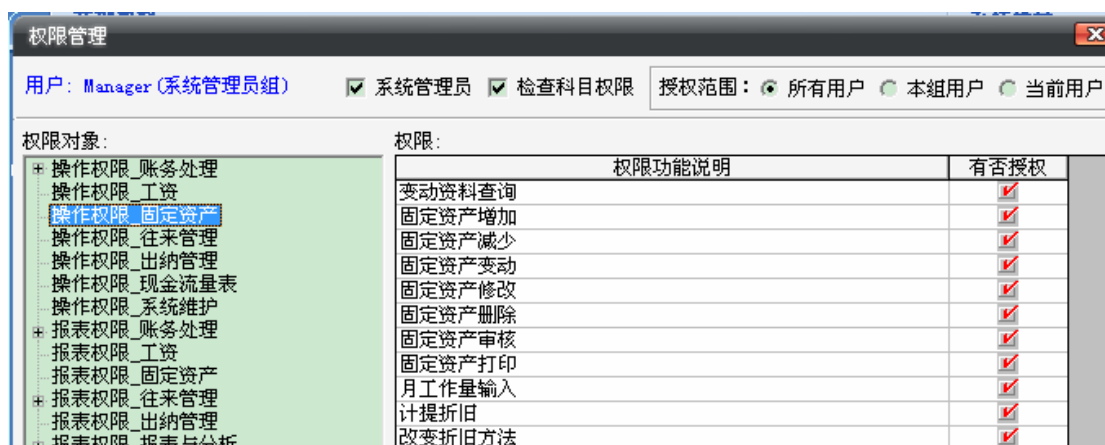 权限管理
用户: Manager(系统管理员组) 系统管理员 检查科目权限 授权范围: 所有用户 本组用户 当前用户
权限对象:
操作权限_账务处理
操作权限_工资
操作权限_固定资产
操作权限_往来管理
操作权限_出纳管理
操作权限_现金流量表
操作权限_系统维护
报表权限_账务处理
报表权限_工资
报表权限_固定资产
报表权限_往来管理
报表权限_出纳管理
报表权限_报表与分析
权限:
权限功能说明 有否授权
变动资料查询
固定资产增加
固定资产减少
固定资产变动
固定资产修改
固定资产删除
固定资产审核
固定资产打印
月工作量输入
计提折旧
改变折旧方法